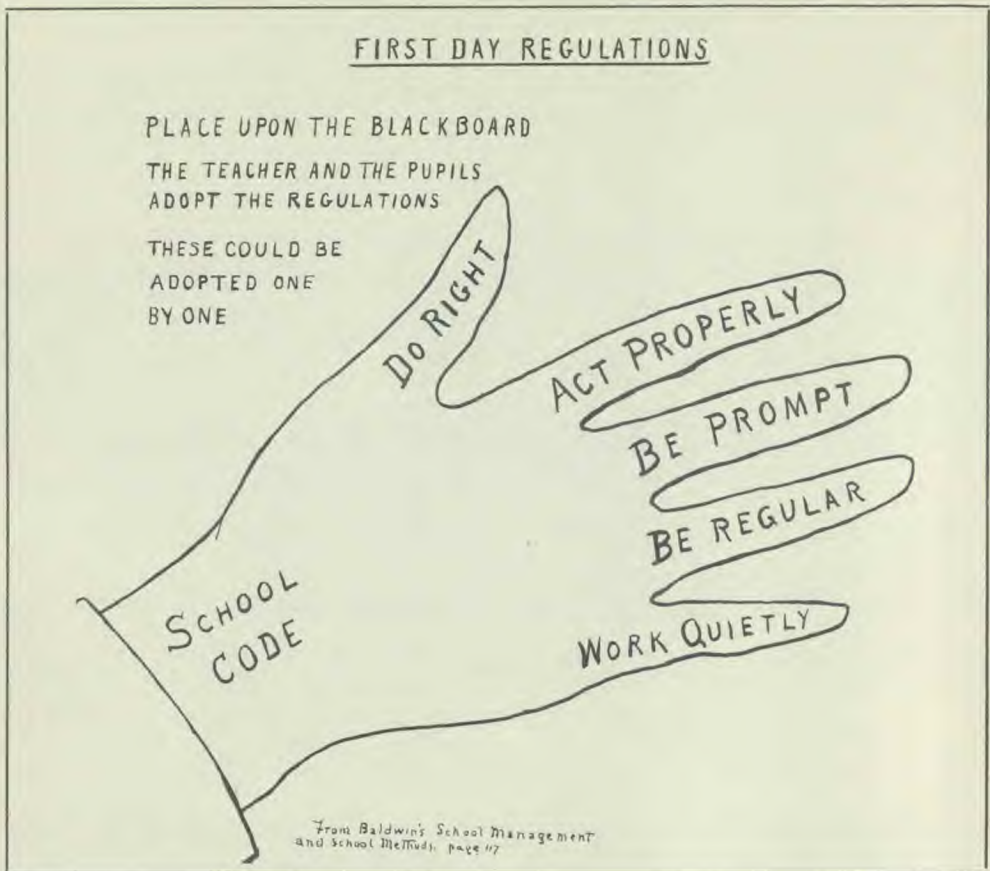 FIRST DAY REGULATIONS
PLACE UPON THE BLACKBOARD
THE TEACHER AND THE PUPILS
ADOPT THE REGULATIONS
THESE COULD BE
ADOPTED ONE
BY ONE
DO RIGHT
ACT PROPERLY
BE PROMPT
BE REGULAR
WORK QUIETLY
SCHOOL
CODE
From Baldwin's School Management
and School Methods, page 117